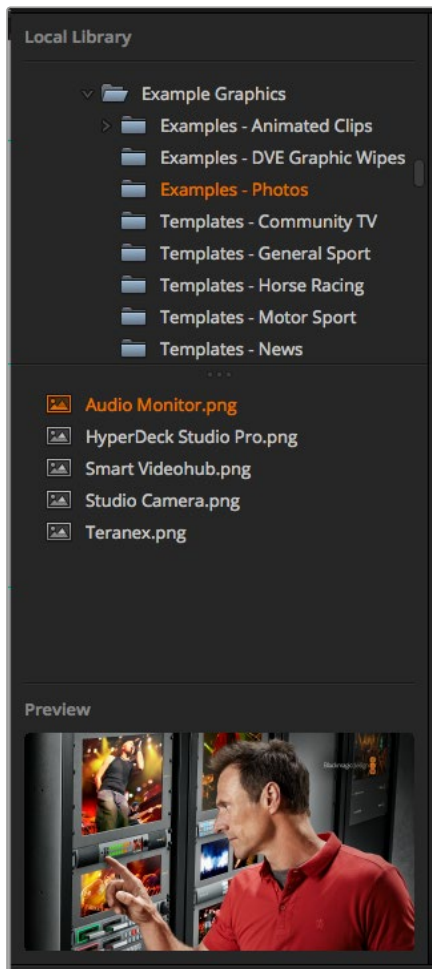 Local Library
Example Graphics
Examples - Animated Clips
Examples - DVE Graphic Wipes
Examples - Photos
Templates - Community TV
Templates - General Sport
Templates - Horse Racing
Templates - Motor Sport
Templates - News
Audio Monitor.png
HyperDeck Studio Pro.png
Smart Videohub.png
Studio Camera.png
Teranex.png
Preview
Blackmagicdesign